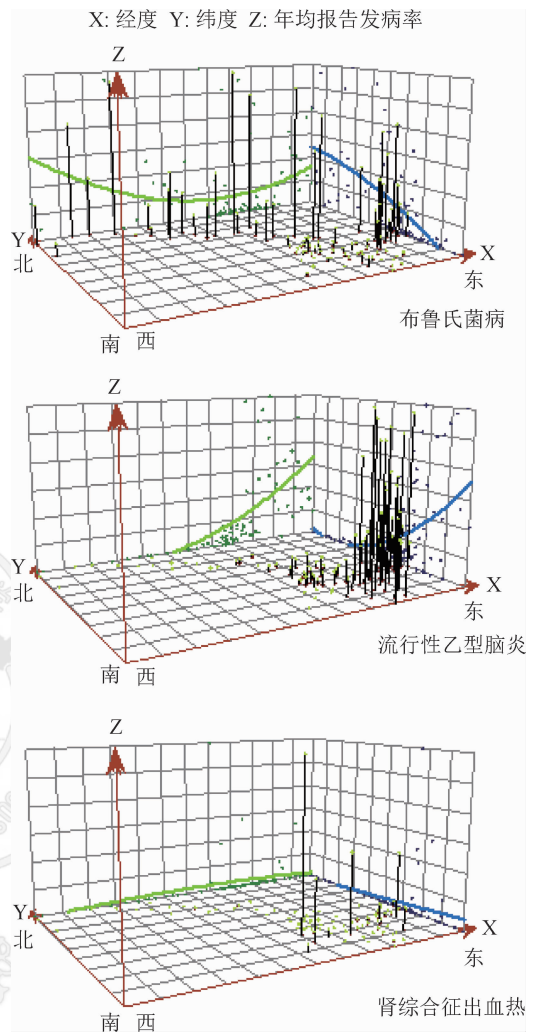 X: 经度 Y: 纬度 Z: 年均报告发病率
Z
Y
北
X
东
南 西
布鲁氏菌病
Z
Y
北
X
东
南 西
流行性乙型脑炎
Z
Y
北
X
东
南 西
肾综合征出血热